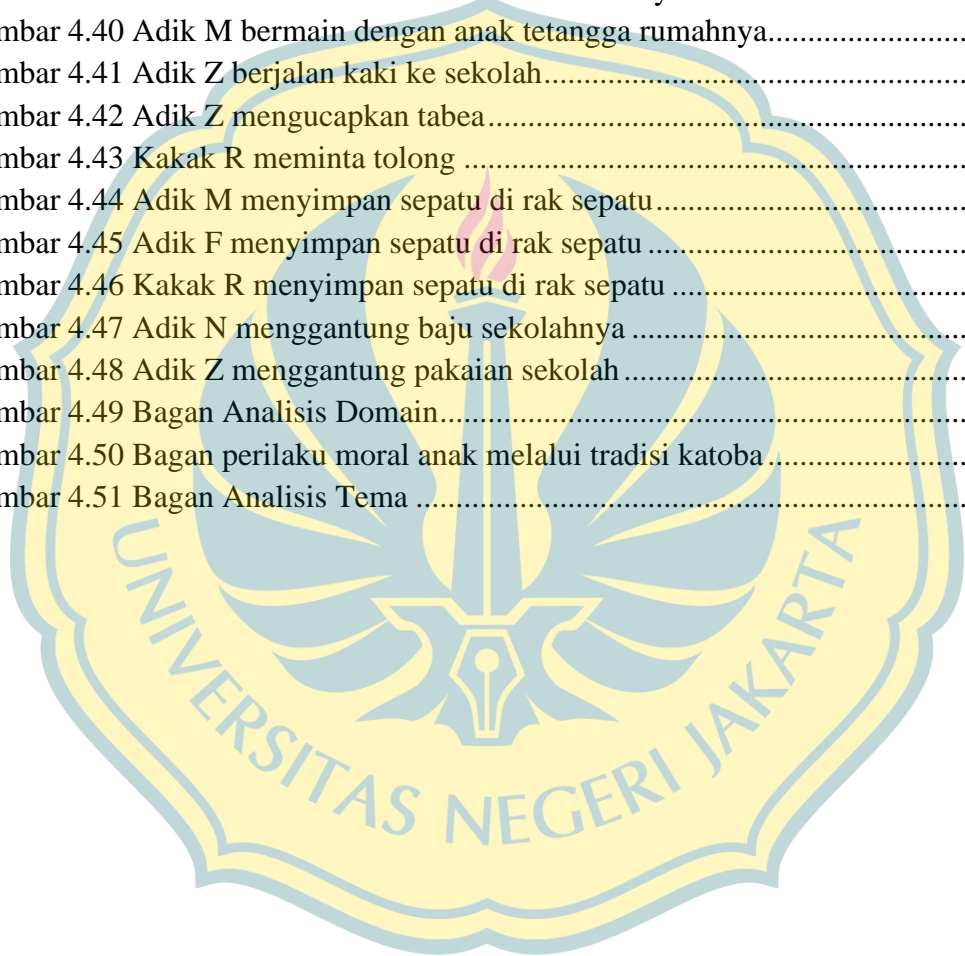 mbar 4.40 Adik M bermain dengan anak tetangga rumahnya....................................
mbar 4.41 Adik Z berjalan kaki ke sekolah....................................
mbar 4.42 Adik Z mengucapkan tabea....................................
mbar 4.43 Kakak R meminta tolong ....................................
mbar 4.44 Adik M menyimpan sepatu di rak sepatu....................................
mbar 4.45 Adik F menyimpan sepatu di rak sepatu ....................................
mbar 4.46 Kakak R menyimpan sepatu di rak sepatu ....................................
mbar 4.47 Adik N menggantung baju sekolahnya ....................................
mbar 4.48 Adik Z menggantung pakaian sekolah ....................................
mbar 4.49 Bagan Analisis Domain....................................
mbar 4.50 Bagan perilaku moral anak melalui tradisi katoba....................................
mbar 4.51 Bagan Analisis Tema ....................................
UNIVERSITAS NEGERI JAKARTA